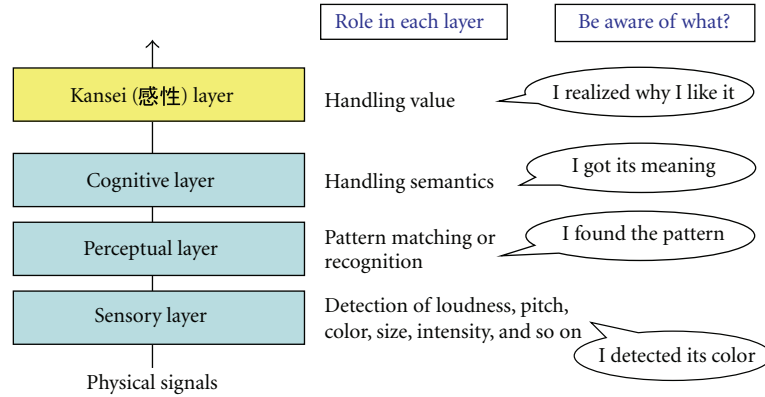 Role in each layer
Be aware of what?
Kansei (感性) layer
Handling value
I realized why I like it
Cognitive layer
Handling semantics
I got its meaning
Perceptual layer
Pattern matching or
recognition
I found the pattern
Sensory layer
Detection of loudness, pitch,
color, size, intensity, and so on
I detected its color
Physical signals